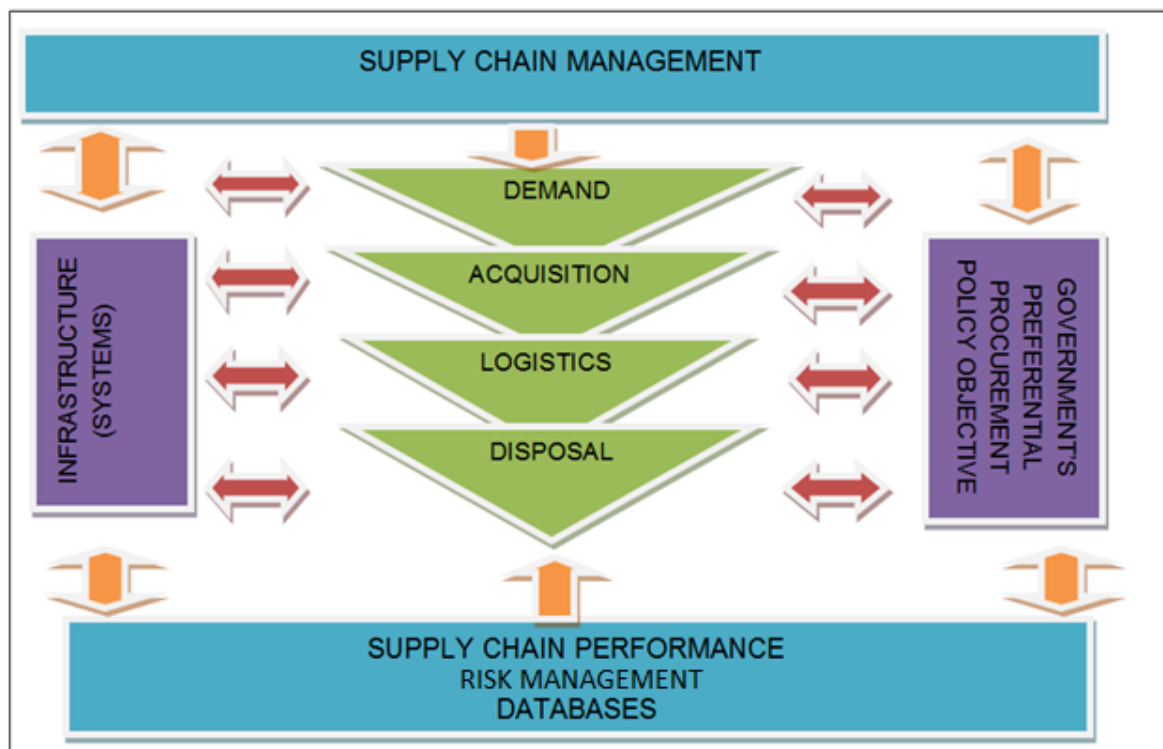 SUPPLY CHAIN MANAGEMENT
DEMAND
ACQUISITION
LOGISTICS
DISPOSAL
INFRASTRUCTURE
(SYSTEMS)
GOVERNMENT'S
PREFERENTIAL
PROCUREMENT
POLICY OBJECTIVE
SUPPLY CHAIN PERFORMANCE
RISK MANAGEMENT
DATABASES